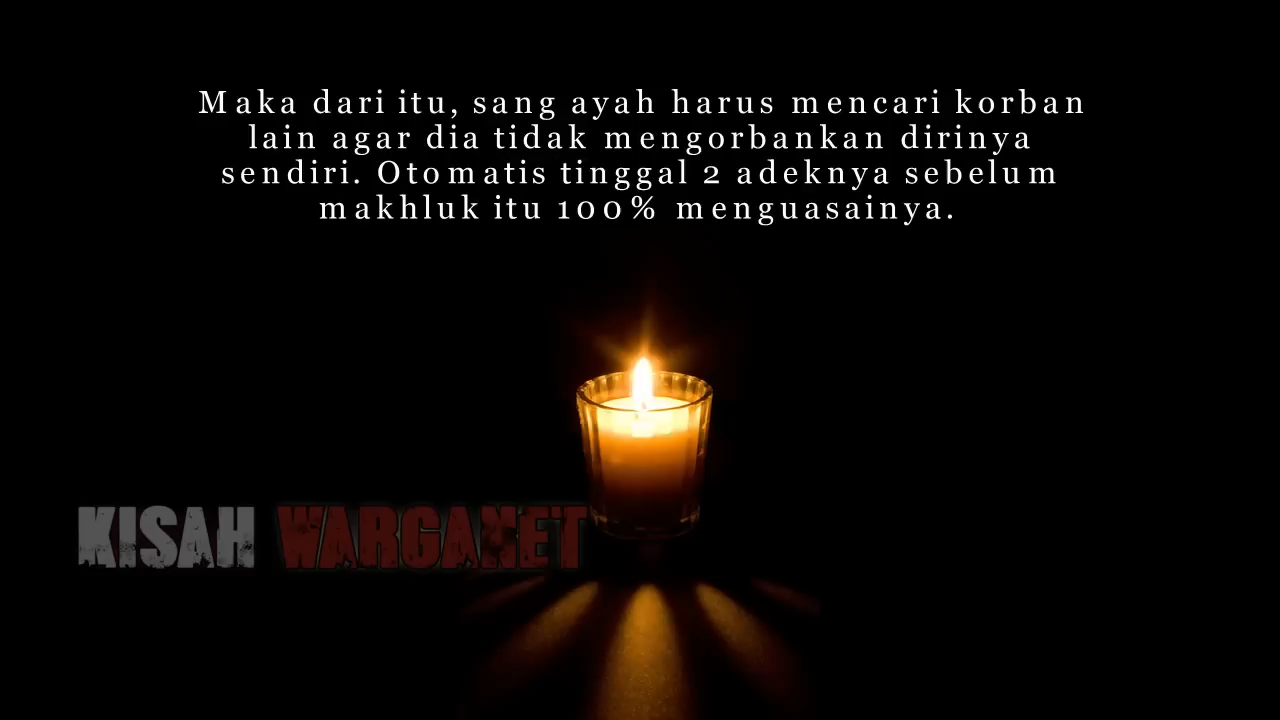 Maka dari itu, sang ayah harus mencari korban
lain agar dia tidak mengorbankan dirinya
sendiri. Otomatis tinggal 2 adeknya sebelum
makhluk itu 100% menguasainya.
KISAH WARGANET